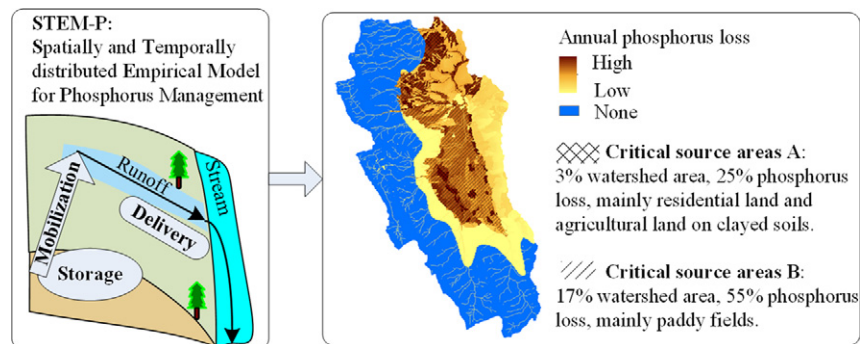 STEM-P:
Spatially and Temporally
distributed Empirical Model
for Phosphorus Management
Mobilization
Runoff
Delivery
Storage
Stream
Annual phosphorus loss
High
Low
None
Critical source areas A:
3% watershed area, 25% phosphorus
loss, mainly residential land and
agricultural land on clayed soils.
Critical source areas B:
17% watershed area, 55% phosphorus
loss, mainly paddy fields.